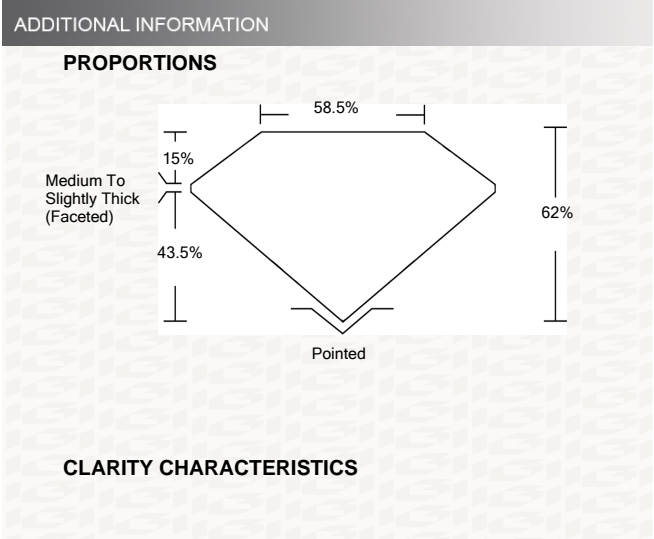 ADDITIONAL INFORMATION
PROPORTIONS
58.5%
15%
Medium To
Slightly Thick
(Faceted)
62%
43.5%
Pointed
CLARITY CHARACTERISTICS